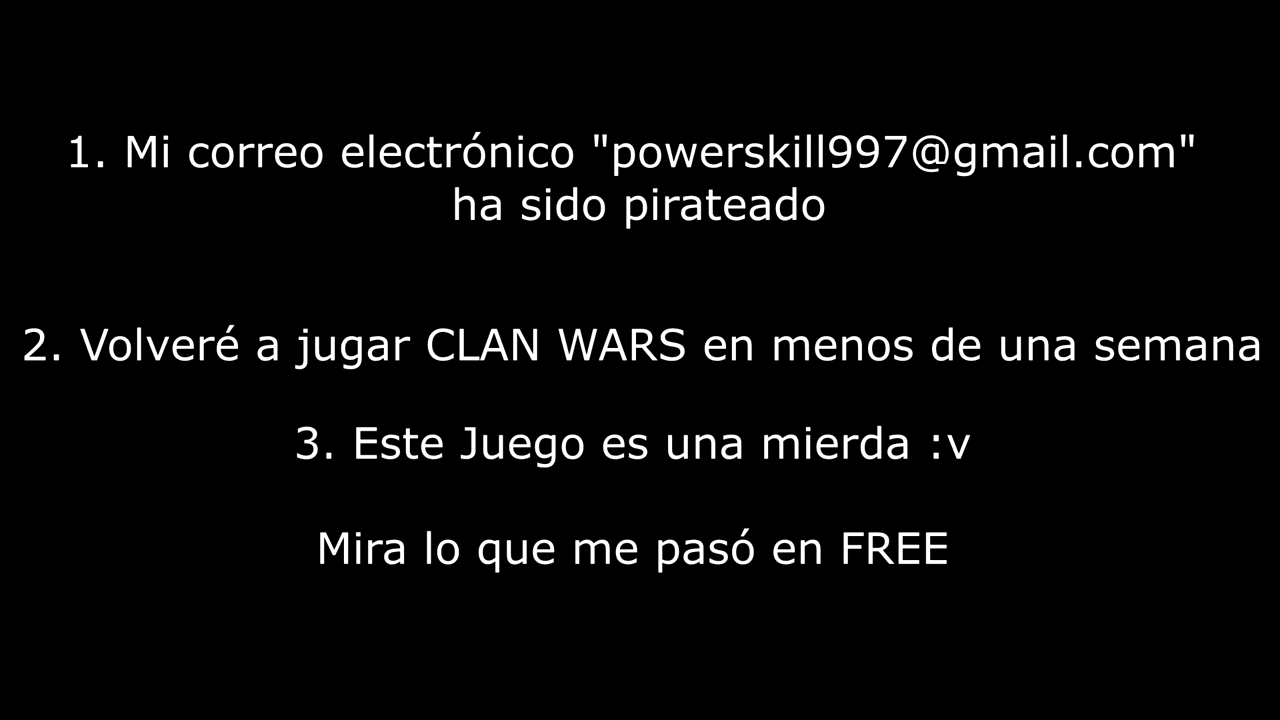 1. Mi correo electrónico "powerskill997@gmail.com"
ha sido pirateado
2. Volveré a jugar CLAN WARS en menos de una semana
3. Este Juego es una mierda :v
Mira lo que me pasó en FREE